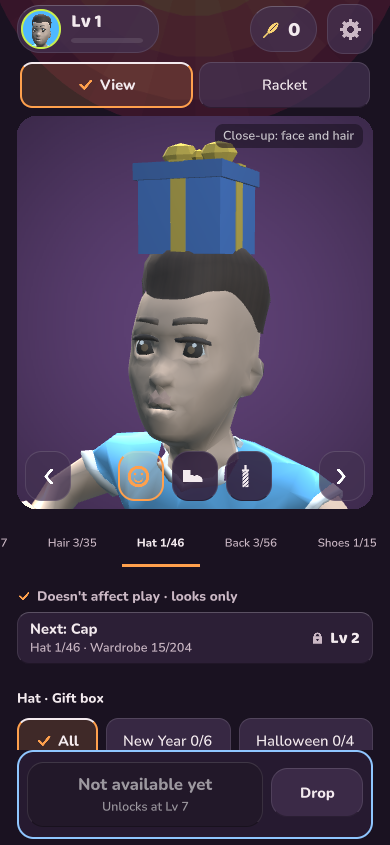 Lv 1
0
View
Racket
Close-up: face and hair
7
Hair 3/35
Hat 1/46
Back 3/56
Shoes 1/15
Doesn't affect play · looks only
Next: Cap
Hat 1/46 · Wardrobe 15/204
Lv 2
Hat · Gift box
All
New Year 0/6
Halloween 0/4
Not available yet
Unlocks at Lv 7
Drop